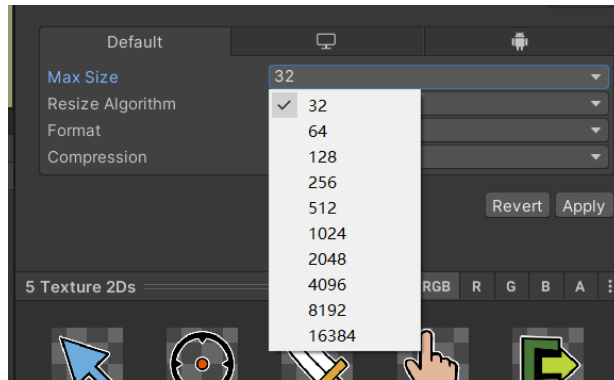 Default
Max Size 32
Resize Algorithm
Format
Compression
32
64
128
256
512
1024
2048
4096
8192
16384
Revert Apply
5 Texture 2Ds RGB R G B A